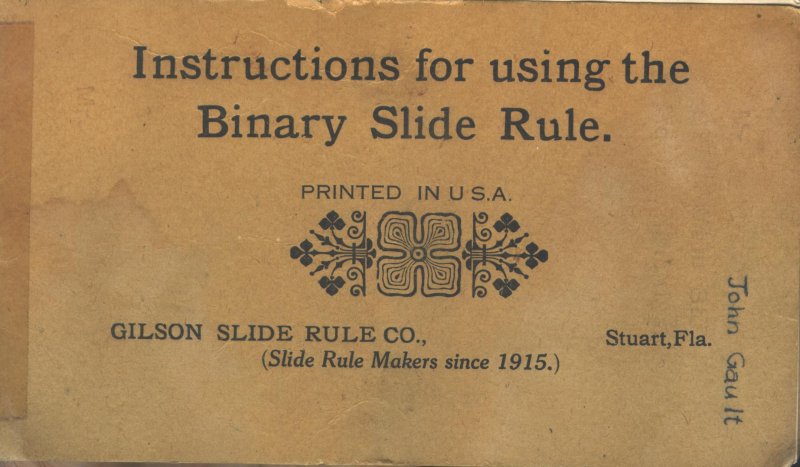 Instructions for using the
Binary Slide Rule.
PRINTED IN U S.A.
GILSON SLIDE RULE CO., Stuart, Fla.
(Slide Rule Makers since 1915.)
John Gault